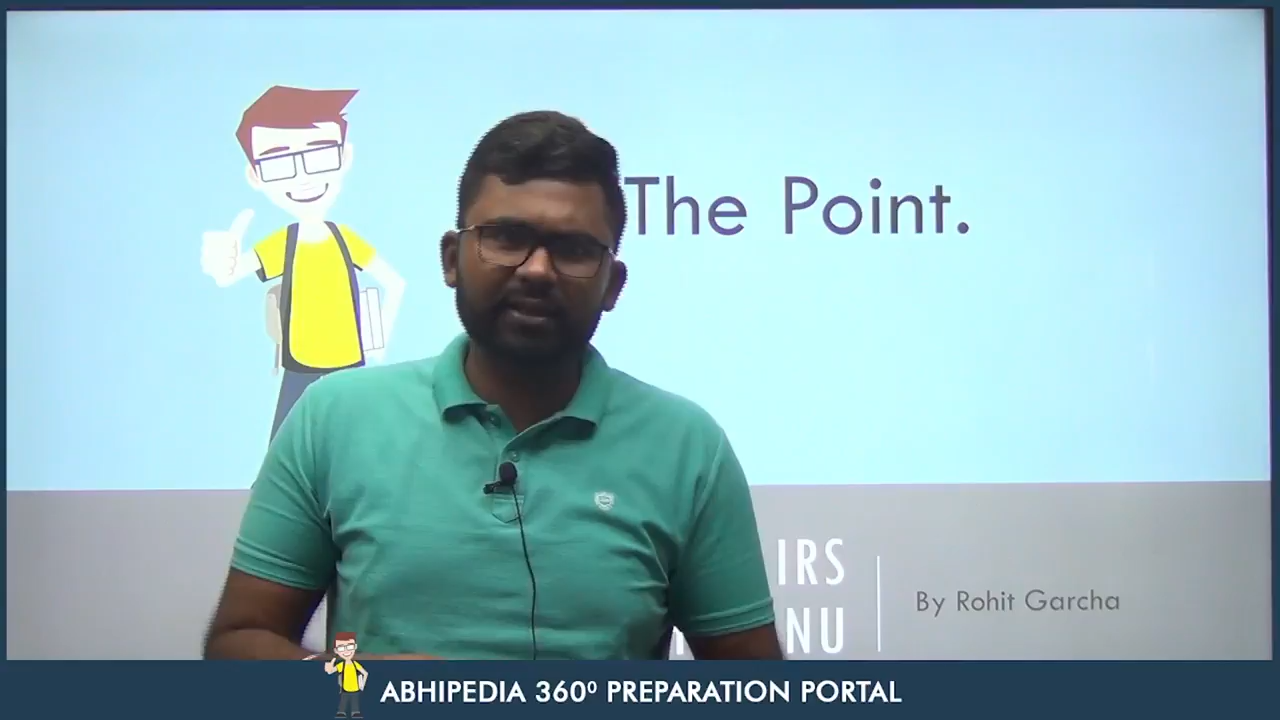 The Point.
IRS
NU
By Rohit Garcha
ABHIPEDIA 360⁰ PREPARATION PORTAL